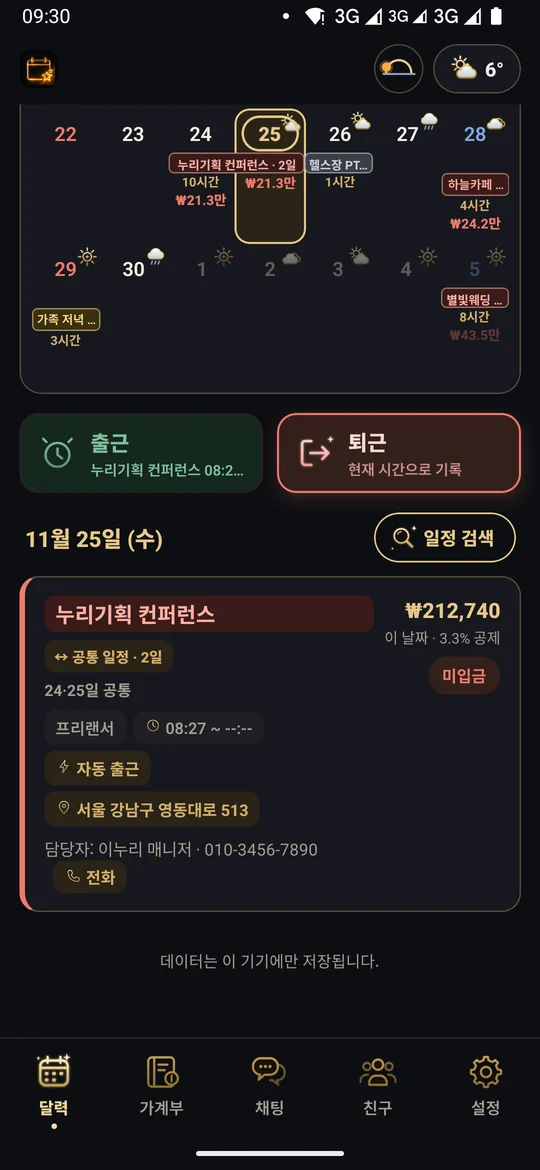 09:30 3G 3G 3G
6°
22 23 24 25 26 27 28
누리기획 컨퍼런스 · 2일 헬스장 PT...
10시간 ₩21.3만 1시간
₩21.3만
하늘카페 ...
4시간
₩24.2만
29 30 1 2 3 4 5
가족 저녁 ...
3시간
별빛웨딩 ...
8시간
₩43.5만
출근
누리기획 컨퍼런스 08:2...
퇴근
현재 시간으로 기록
11월 25일 (수)
일정 검색
누리기획 컨퍼런스
₩212,740
이 날짜 · 3.3% 공제
미입금
↔ 공통 일정 · 2일
24·25일 공통
프리랜서 08:27 ~ --:--
자동 출근
서울 강남구 영동대로 513
담당자: 이누리 매니저 · 010-3456-7890
전화
데이터는 이 기기에만 저장됩니다.
달력 가계부 채팅 친구 설정